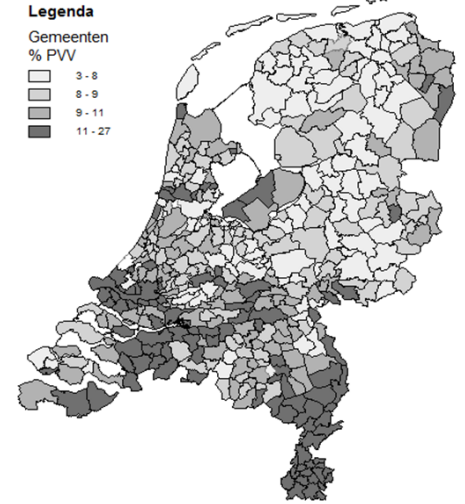 Legenda
Gemeenten
% PVV
3 - 8
8 - 9
9 - 11
11 - 27